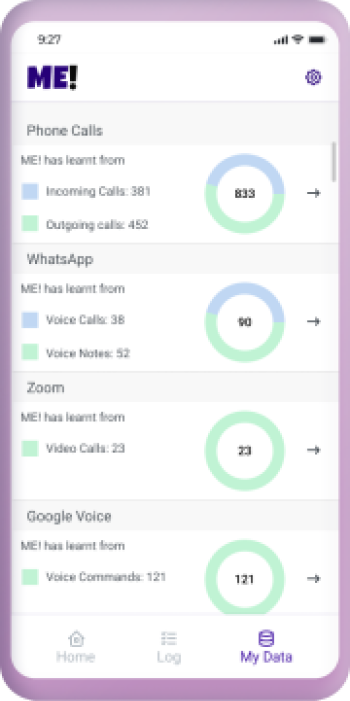 9:27
ME!
Phone Calls
ME! has learnt from
Incoming Calls: 381
Outgoing calls: 452
833
WhatsApp
ME! has learnt from
Voice Calls: 38
Voice Notes: 52
90
Zoom
ME! has learnt from
Video Calls: 23
23
Google Voice
ME! has learnt from
Voice Commands: 121
121
Home Log My Data